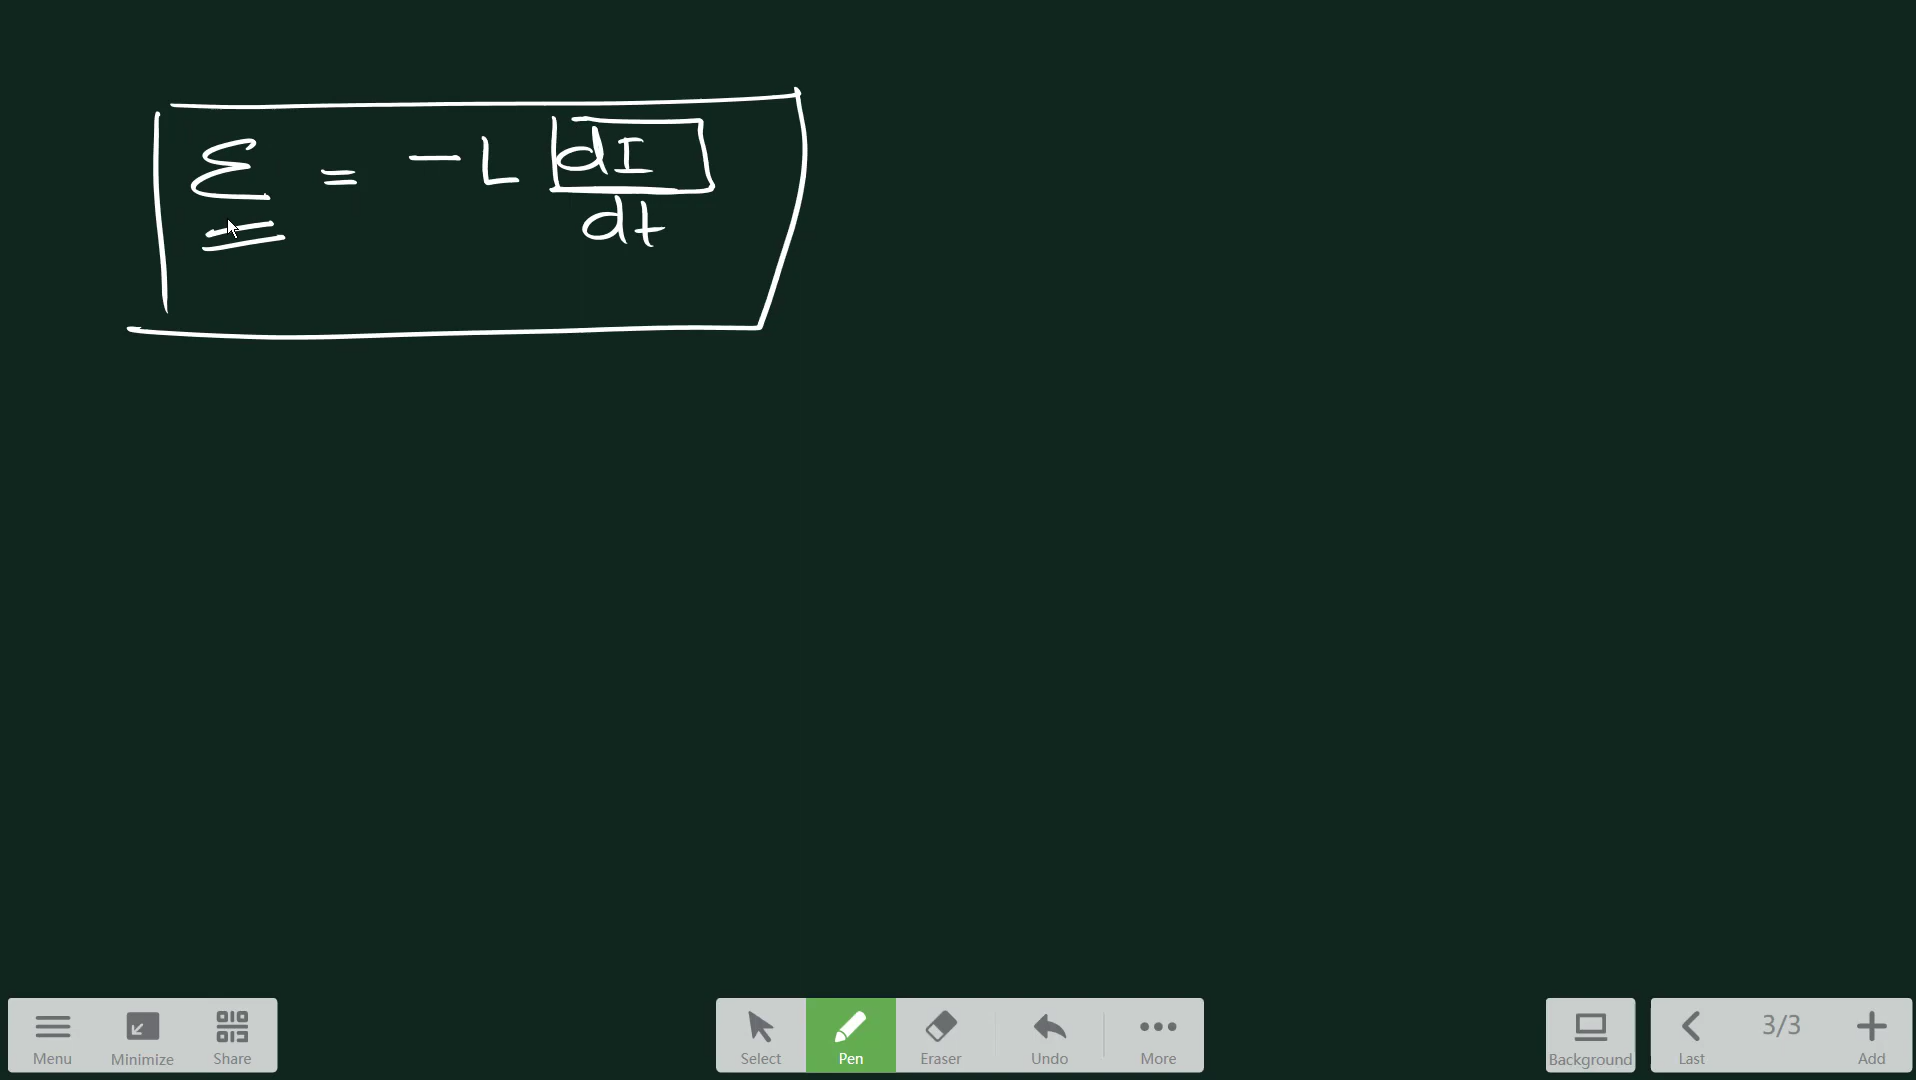 Ɛ = - L dI/dt
Menu
Minimize
Share
Select
Pen
Eraser
Undo
More
Background
Last
3/3
Add